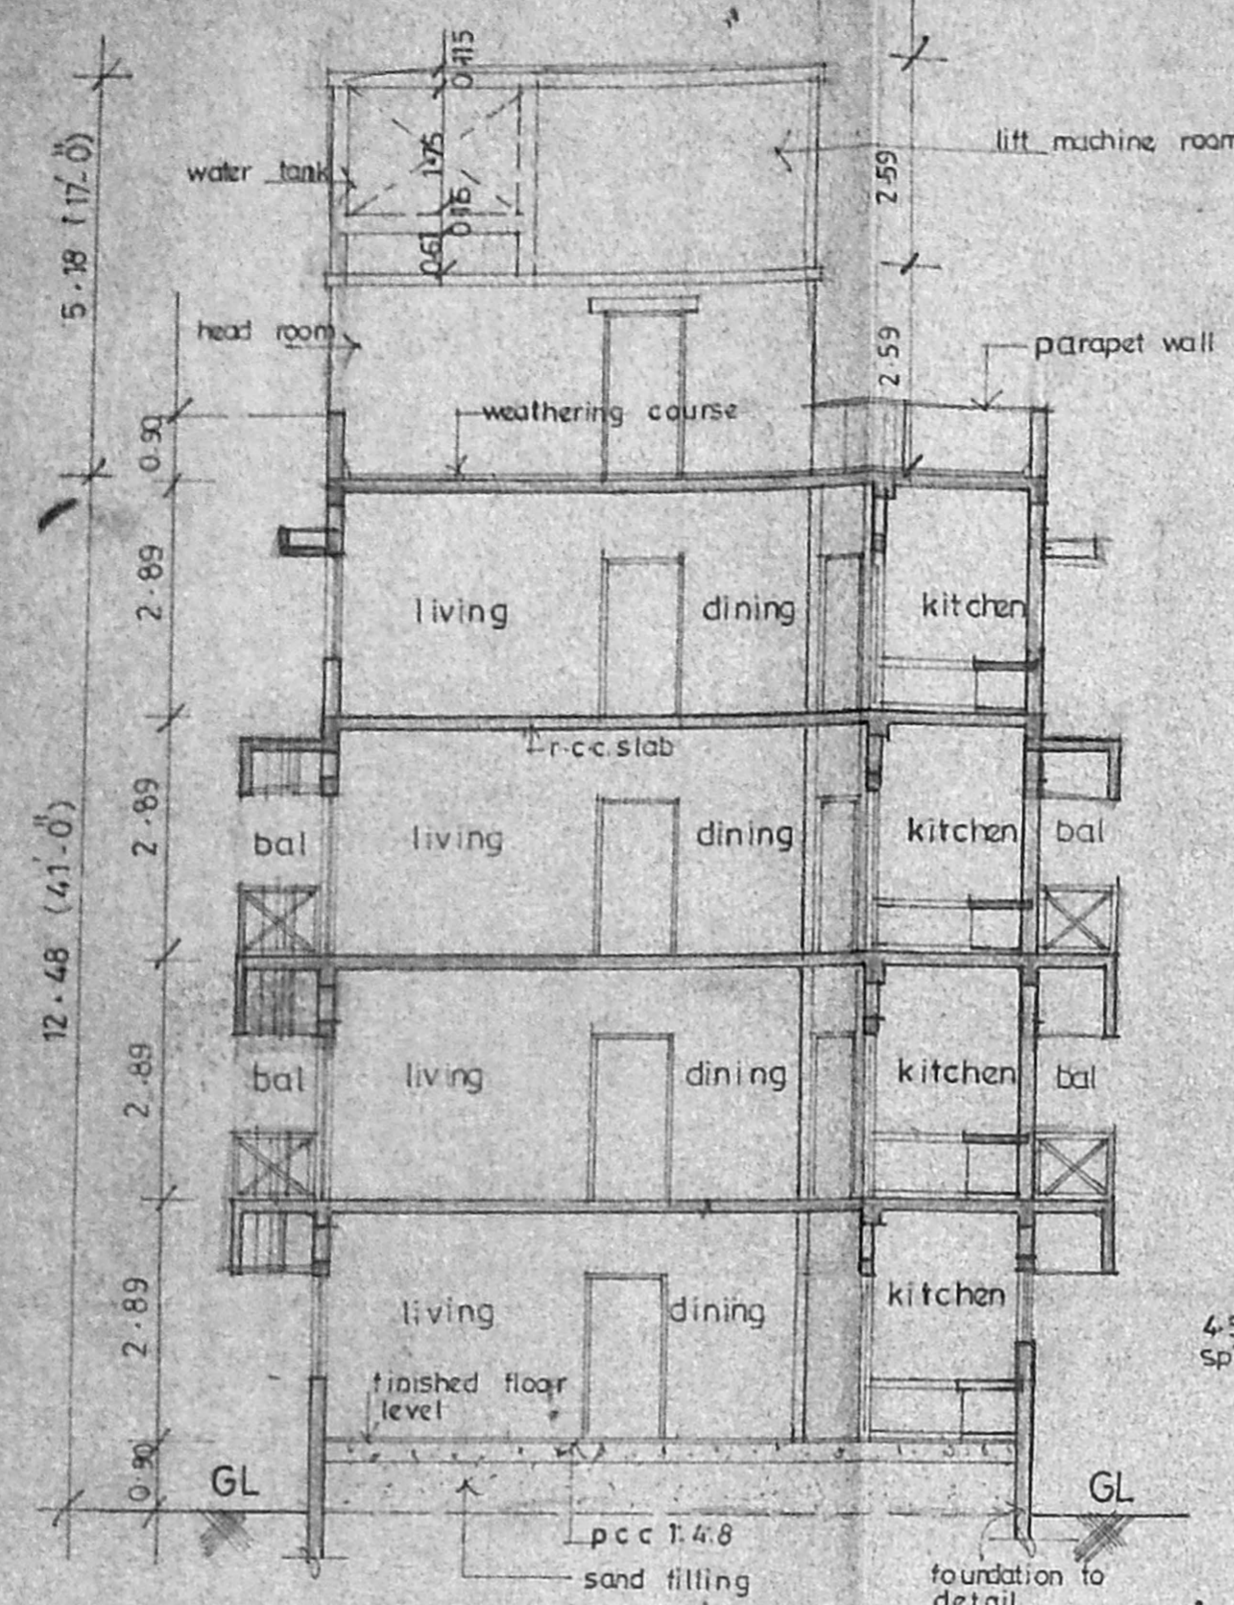 0.115
5.18 (17'-0")
water tank
1.75
0.15
0.61
2.59
lift machine room
head room
2.59
parapet wall
0.90
weathering course
2.89
living
dining
kitchen
r.c.c. slab
12.48 (41'-0")
2.89
bal
living
dining
kitchen
bal
2.89
bal
living
dining
kitchen
bal
2.89
living
dining
kitchen
finished floor
level
0.90
GL
GL
pcc 1:4:8
sand filling
foundation to
detail